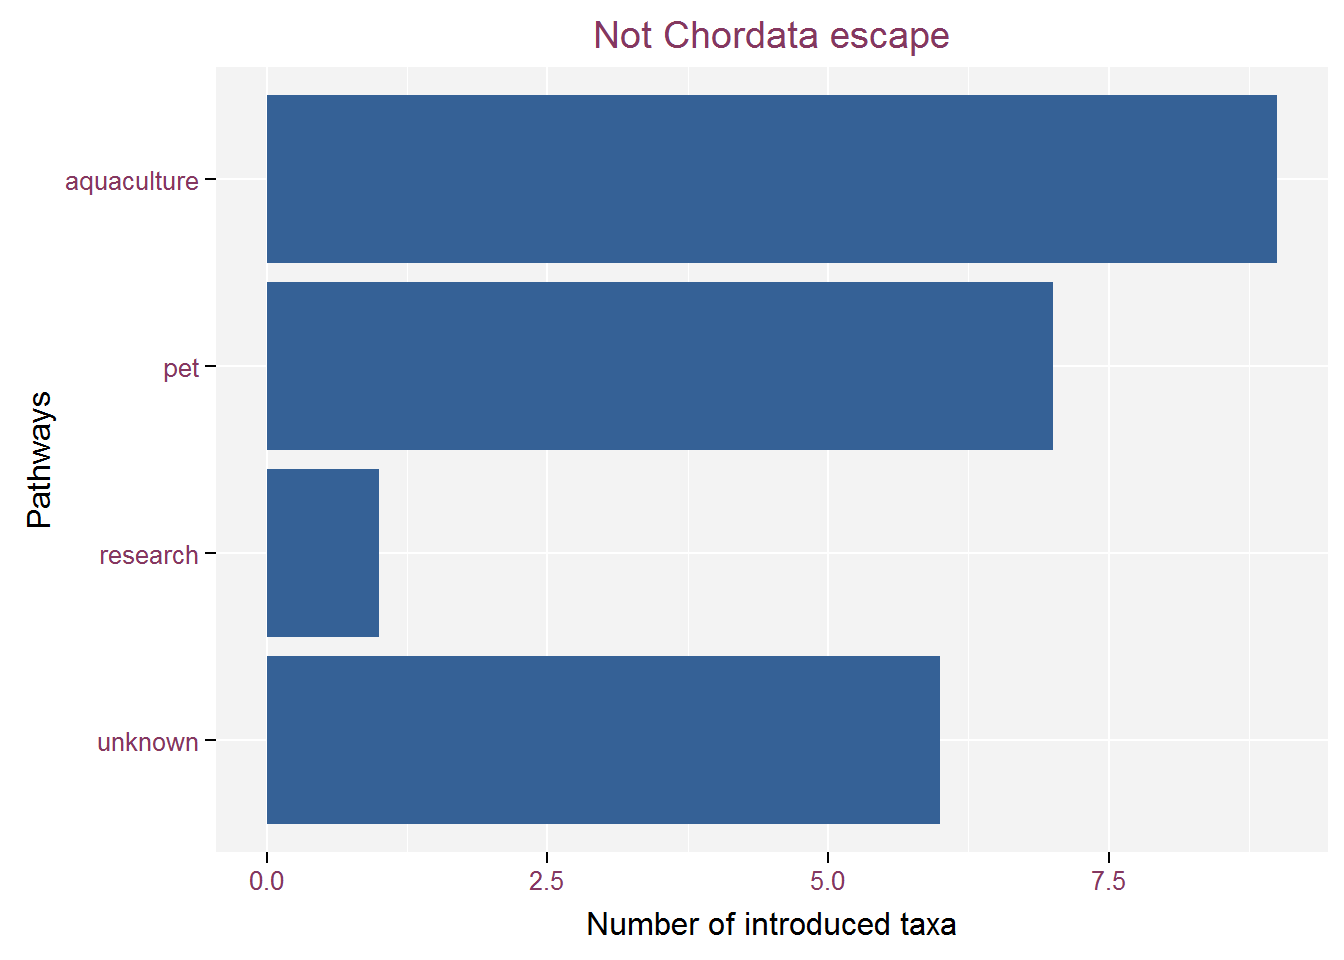 Not Chordata escape
aquaculture
pet
research
unknown
Pathways
0.0 2.5 5.0 7.5
Number of introduced taxa